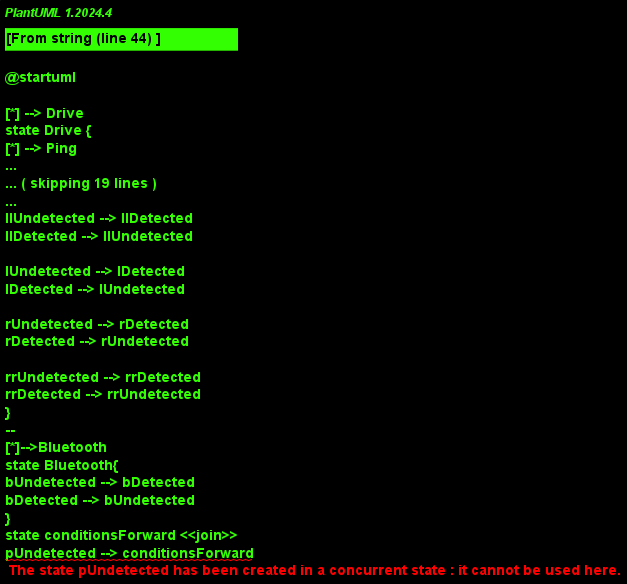 PlantUML 1.2024.4
[From string (line 44) ]
@startuml
[*] --> Drive
state Drive {
[*] --> Ping
...
... ( skipping 19 lines )
...
llUndetected --> llDetected
llDetected --> llUndetected
lUndetected --> lDetected
lDetected --> lUndetected
rUndetected --> rDetected
rDetected --> rUndetected
rrUndetected --> rrDetected
rrDetected --> rrUndetected
}
--
[*]-->Bluetooth
state Bluetooth{
bUndetected --> bDetected
bDetected --> bUndetected
}
state conditionsForward <<join>>
pUndetected --> conditionsForward
The state pUndetected has been created in a concurrent state : it cannot be used here.